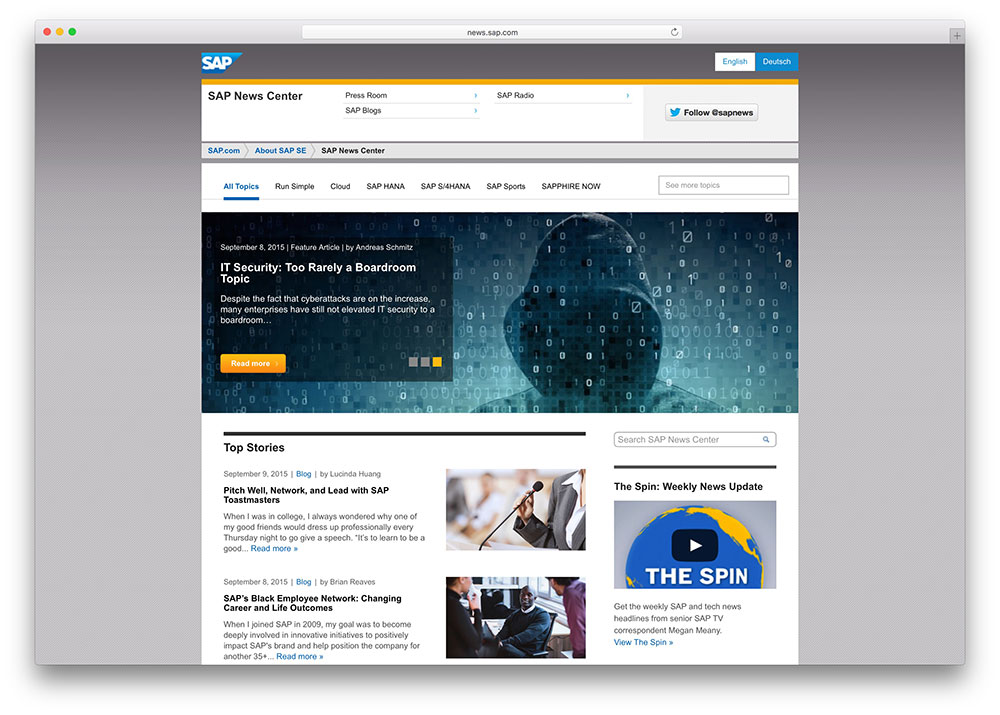 news.sap.com
SAP
English
Deutsch
SAP News Center
Press Room
SAP Radio
SAP Blogs
Follow @sapnews
SAP.com
About SAP SE
SAP News Center
All Topics
Run Simple
Cloud
SAP HANA
SAP S/4HANA
SAP Sports
SAPPHIRE NOW
See more topics
September 8, 2015 | Feature Article | by Andreas Schmitz
IT Security: Too Rarely a Boardroom
Topic
Despite the fact that cyberattacks are on the increase,
many enterprises have still not elevated IT security to a
boardroom…
Read more ›
Top Stories
September 9, 2015 | Blog | by Lucinda Huang
Pitch Well, Network, and Lead with SAP
Toastmasters
When I was in college, I always wondered why one of
my good friends would dress up professionally every
Thursday night to go give a speech. “It’s to learn to be a
good... Read more »
September 8, 2015 | Blog | by Brian Reaves
SAP’s Black Employee Network: Changing
Career and Life Outcomes
When I joined SAP in 2009, my goal was to become
deeply involved in innovative initiatives to positively
impact SAP's brand and help position the company for
another 35+... Read more »
Search SAP News Center
The Spin: Weekly News Update
THE SPIN
Get the weekly SAP and tech news
headlines from senior SAP TV
correspondent Megan Meany.
View The Spin »